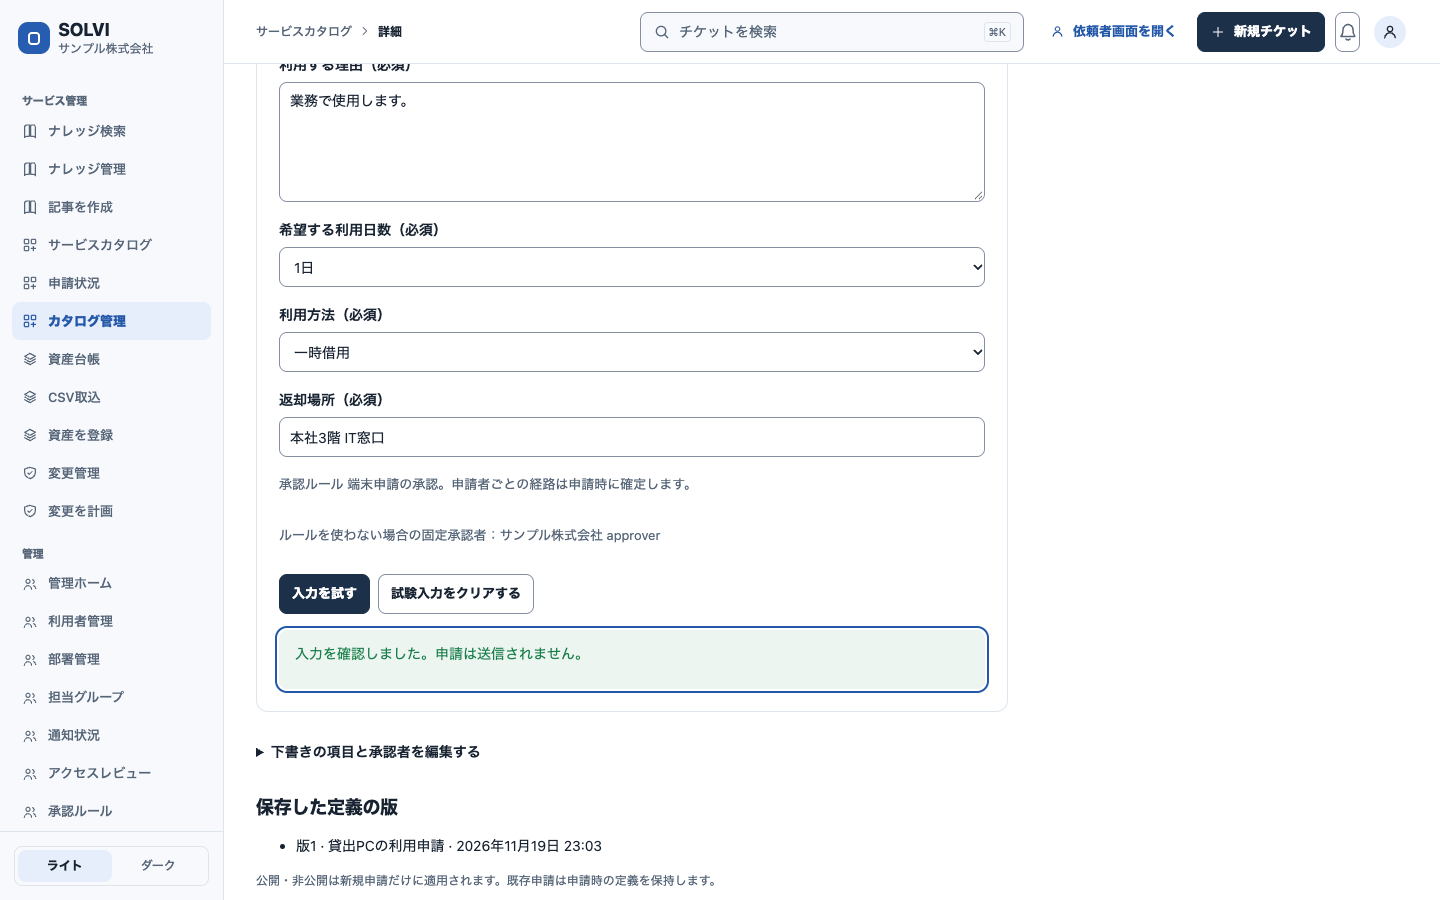 SOLVI
サンプル株式会社
サービス管理
ナレッジ検索
ナレッジ管理
記事を作成
サービスカタログ
申請状況
カタログ管理
資産台帳
CSV取込
資産を登録
変更管理
変更を計画
管理
管理ホーム
利用者管理
部署管理
担当グループ
通知状況
アクセスレビュー
承認ルール
ライト
ダーク
サービスカタログ > 詳細
チケットを検索
⌘K
依頼者画面を開く
+ 新規チケット
利用する理由（必須）
業務で使用します。
希望する利用日数（必須）
1日
利用方法（必須）
一時借用
返却場所（必須）
本社3階 IT窓口
承認ルール 端末申請の承認。申請者ごとの経路は申請時に確定します。
ルールを使わない場合の固定承認者：サンプル株式会社 approver
入力を試す
試験入力をクリアする
入力を確認しました。申請は送信されません。
▶ 下書きの項目と承認者を編集する
保存した定義の版
• 版1 · 貸出PCの利用申請 · 2026年11月19日 23:03
公開・非公開は新規申請だけに適用されます。既存申請は申請時の定義を保持します。